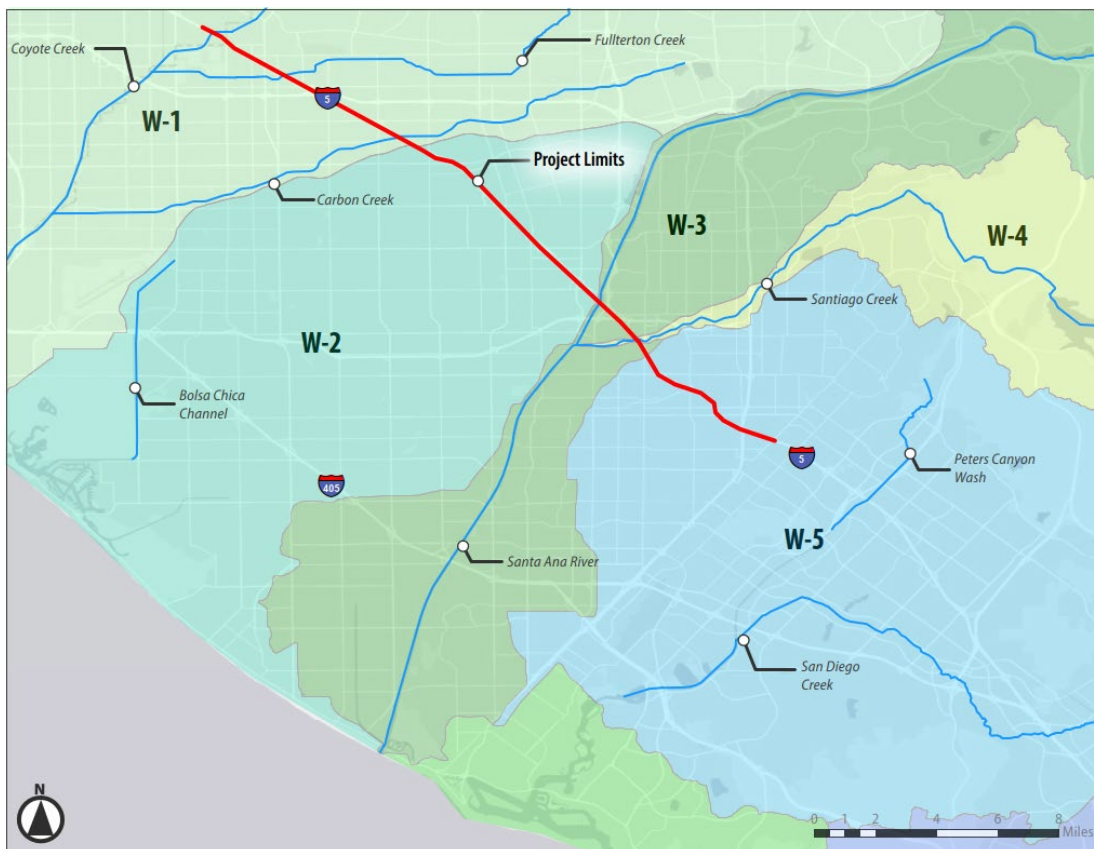 Coyote Creek
Fullterton Creek
5
W-1
Project Limits
Carbon Creek
W-3
W-4
Santiago Creek
W-2
Bolsa Chica
Channel
5
Peters Canyon
Wash
405
W-5
Santa Ana River
San Diego
Creek
N
0 1 2 4 6 8
Miles